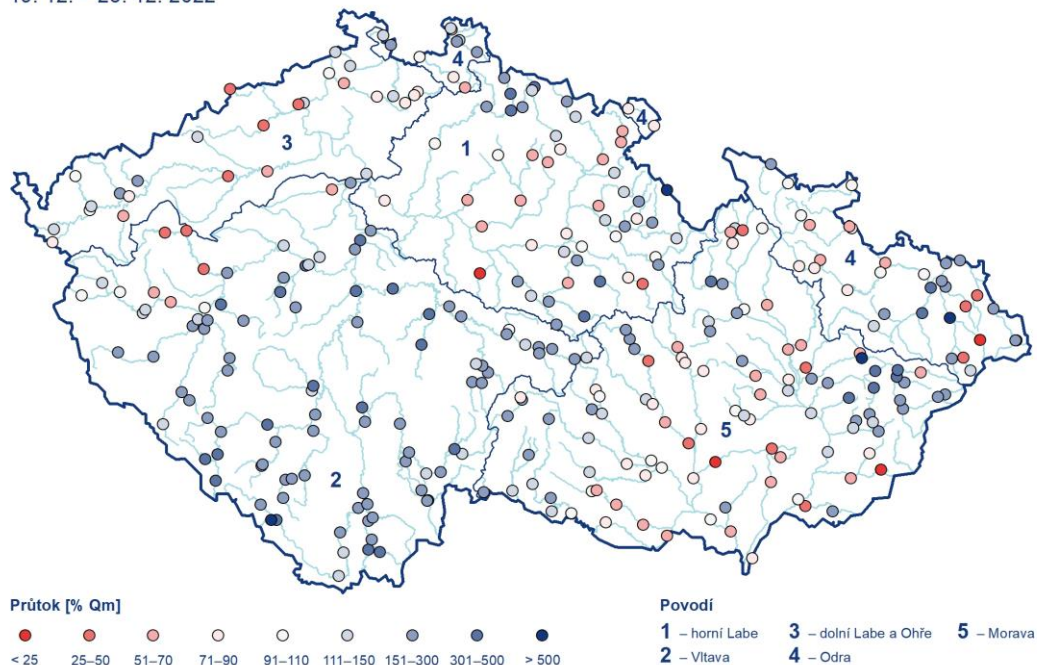 4
4
3
1
4
5
2
Průtok [% Qm]
< 25 25–50 51–70 71–90 91–110 111–150 151–300 301–500 > 500
Povodí
1 – horní Labe 3 – dolní Labe a Ohře 5 – Morava
2 – Vltava 4 – Odra